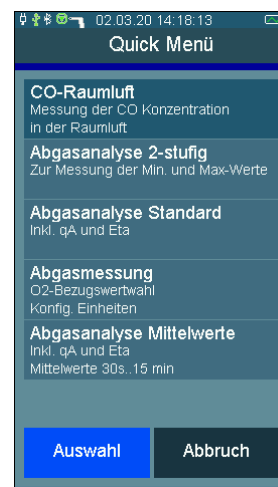 02.03.20 14:18:13
Quick Menü
CO-Raumluft
Messung der CO Konzentration
in der Raumluft
Abgasanalyse 2-stufig
Zur Messung der Min. und Max-Werte
Abgasanalyse Standard
Inkl. qA und Eta
Abgasmessung
O2-Bezugswertwahl
Konfig. Einheiten
Abgasanalyse Mittelwerte
Inkl. qA und Eta
Mittelwerte 30s..15 min
Auswahl
Abbruch